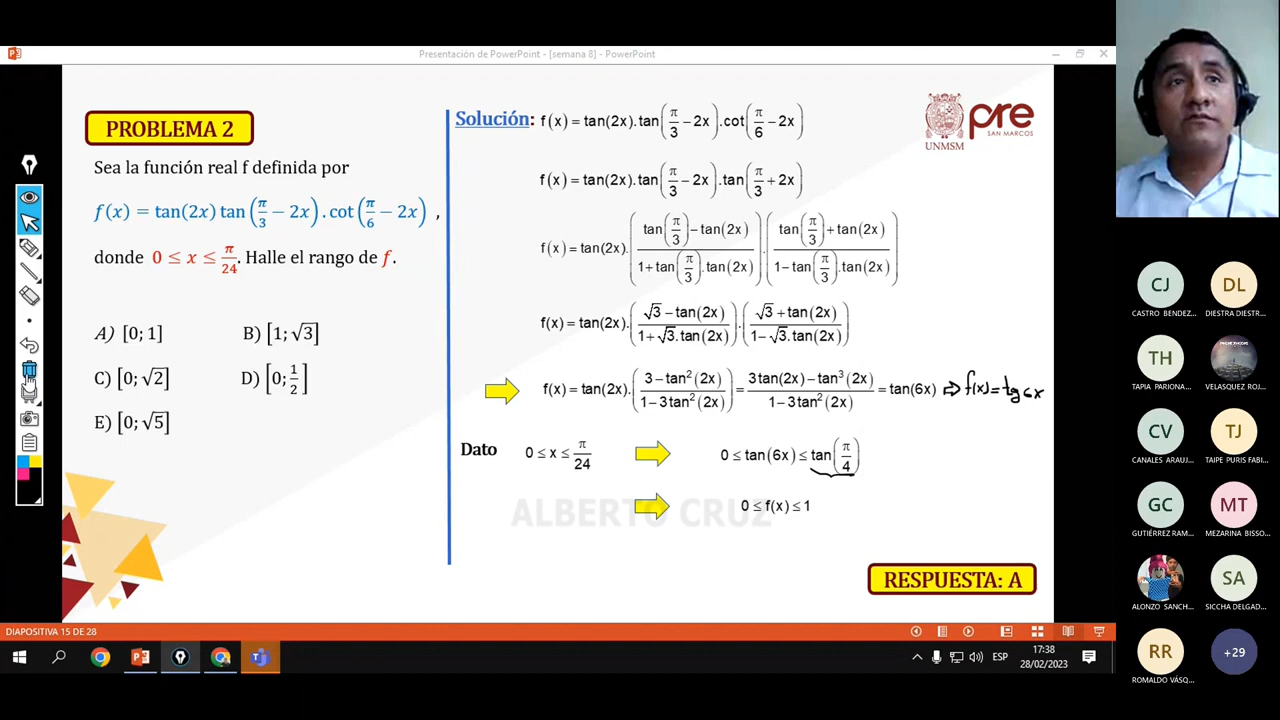 Presentación de PowerPoint - [semana 8] - PowerPoint
PROBLEMA 2
Sea la función real f definida por
f(x) = tan(2x) tan(π/3 − 2x).cot(π/6 − 2x) ,
donde 0 ≤ x ≤ π/24. Halle el rango de f.
A) [0; 1]
B) [1; √3]
C) [0; √2]
D) [0; 1/2]
E) [0; √5]
Solución: f(x) = tan(2x).tan(π/3 − 2x).cot(π/6 − 2x)
f(x) = tan(2x).tan(π/3 − 2x).tan(π/3 + 2x)
f(x) = tan(2x).((tan(π/3) − tan(2x))/(1 + tan(π/3).tan(2x))).((tan(π/3) + tan(2x))/(1 − tan(π/3).tan(2x)))
f(x) = tan(2x).((√3 − tan(2x))/(1 + √3.tan(2x))).((√3 + tan(2x))/(1 − √3.tan(2x)))
f(x) = tan(2x).((3 − tan²(2x))/(1 − 3tan²(2x))) = (3tan(2x) − tan³(2x))/(1 − 3tan²(2x)) = tan(6x) ⇒ f(x) = tg 6x
Dato 0 ≤ x ≤ π/24 0 ≤ tan(6x) ≤ tan(π/4)
0 ≤ f(x) ≤ 1
ALBERTO CRUZ
RESPUESTA: A
UNMSM
pre
SAN MARCOS
DIAPOSITIVA 15 DE 28
ESP
17:38
28/02/2023
CJ
CASTRO BENDEZ...
DL
DIESTRA DIESTR...
TH
TAPIA PARIONA...
VELASQUEZ ROJ...
CV
CANALES ARAUJ...
TJ
TAIPE PURIS FABI...
GC
GUTIÉRREZ RAM...
MT
MEZARINA BISSO...
ALONZO SANCH...
SA
SICCHA DELGAD...
RR
ROMALDO VÁSQ...
+29